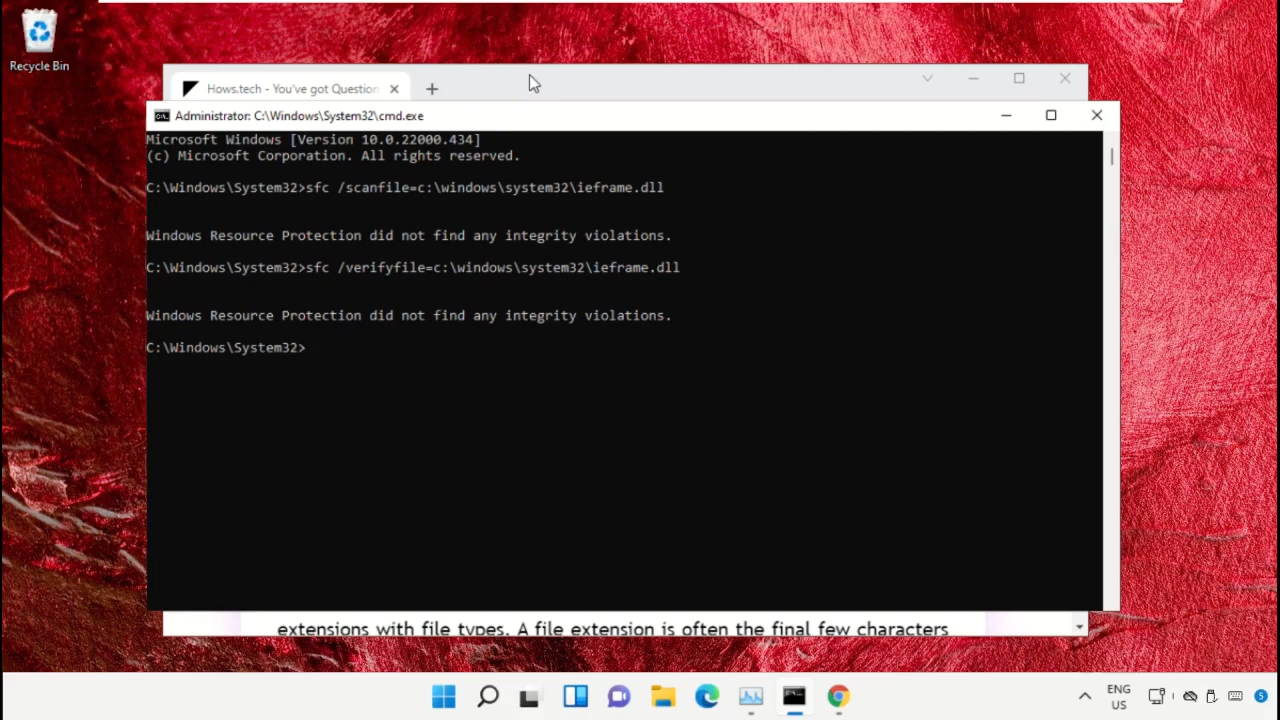 Recycle Bin
Hows.tech - You've got Question
Administrator: C:\Windows\System32\cmd.exe
Microsoft Windows [Version 10.0.22000.434]
(c) Microsoft Corporation. All rights reserved.
C:\Windows\System32>sfc /scanfile=c:\windows\system32\ieframe.dll
Windows Resource Protection did not find any integrity violations.
C:\Windows\System32>sfc /verifyfile=c:\windows\system32\ieframe.dll
Windows Resource Protection did not find any integrity violations.
C:\Windows\System32>
extensions with file types. A file extension is often the final few characters
ENG
US
5